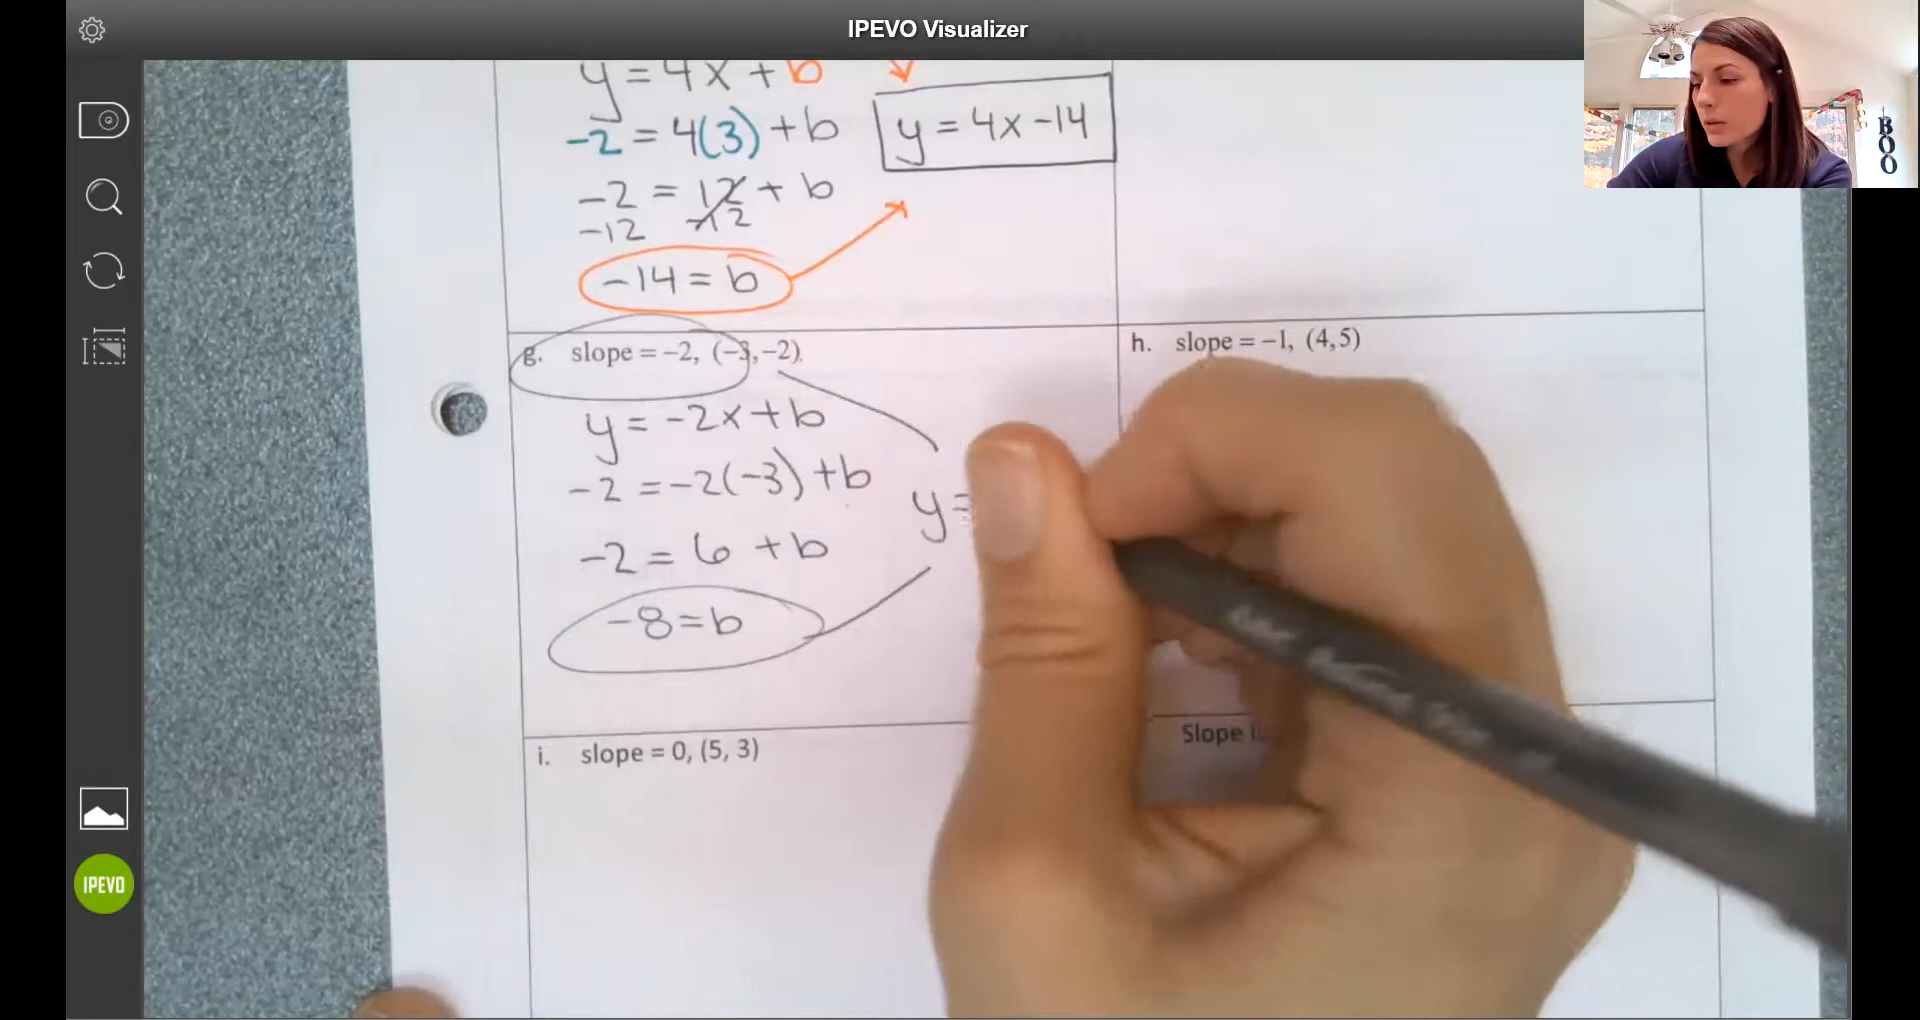 IPEVO Visualizer
y = 4x + b
-2 = 4(3) + b
y = 4x -14
-2 = 12 + b
-12 -12
-14 = b
g. slope = -2, (-3,-2)
y = -2x + b
-2 = -2(-3) + b
y=
-2 = 6 + b
-8 = b
h. slope = -1, (4,5)
i. slope = 0, (5, 3)
Slope
BOO
IPEVO